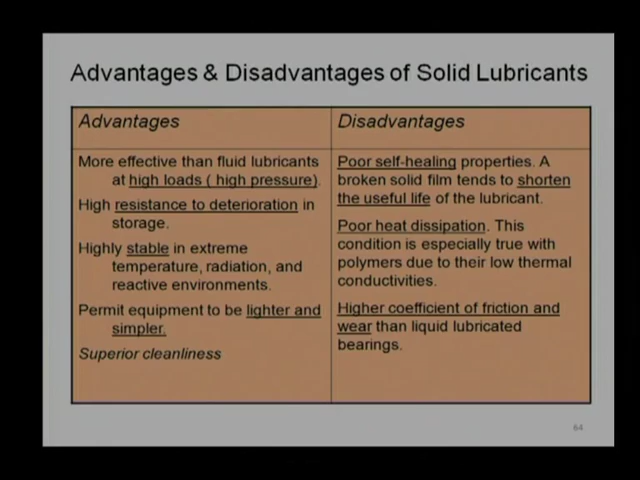 Advantages & Disadvantages of Solid Lubricants
Advantages
More effective than fluid lubricants
at high loads ( high pressure).
High resistance to deterioration in
storage.
Highly stable in extreme
temperature, radiation, and
reactive environments.
Permit equipment to be lighter and
simpler.
Superior cleanliness
Disadvantages
Poor self-healing properties. A
broken solid film tends to shorten
the useful life of the lubricant.
Poor heat dissipation. This
condition is especially true with
polymers due to their low thermal
conductivities.
Higher coefficient of friction and
wear than liquid lubricated
bearings.
64